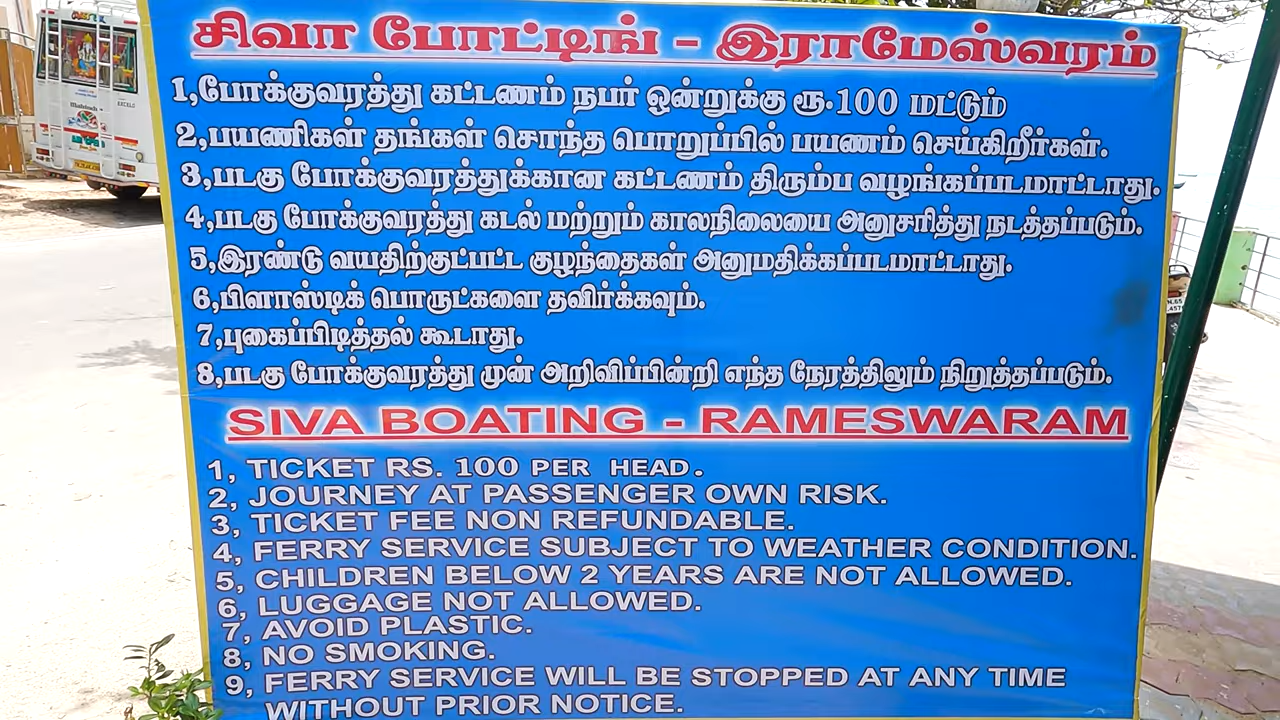 சிவா போட்டிங் - இராமேஸ்வரம்
1,போக்குவரத்து கட்டணம் நபர் ஒன்றுக்கு ரூ.100 மட்டும்
2,பயணிகள் தங்கள் சொந்த பொறுப்பில் பயணம் செய்கிறீர்கள்.
3,படகு போக்குவரத்துக்கான கட்டணம் திரும்ப வழங்கப்படமாட்டாது.
4,படகு போக்குவரத்து கடல் மற்றும் காலநிலையை அனுசரித்து நடத்தப்படும்.
5,இரண்டு வயதிற்குட்பட்ட குழந்தைகள் அனுமதிக்கப்படமாட்டாது.
6,பிளாஸ்டிக் பொருட்களை தவிர்க்கவும்.
7,புகைப்பிடித்தல் கூடாது.
8,படகு போக்குவரத்து முன் அறிவிப்பின்றி எந்த நேரத்திலும் நிறுத்தப்படும்.
SIVA BOATING - RAMESWARAM
1, TICKET RS. 100 PER HEAD.
2, JOURNEY AT PASSENGER OWN RISK.
3, TICKET FEE NON REFUNDABLE.
4, FERRY SERVICE SUBJECT TO WEATHER CONDITION.
5, CHILDREN BELOW 2 YEARS ARE NOT ALLOWED.
6, LUGGAGE NOT ALLOWED.
7, AVOID PLASTIC.
8, NO SMOKING.
9, FERRY SERVICE WILL BE STOPPED AT ANY TIME
WITHOUT PRIOR NOTICE.